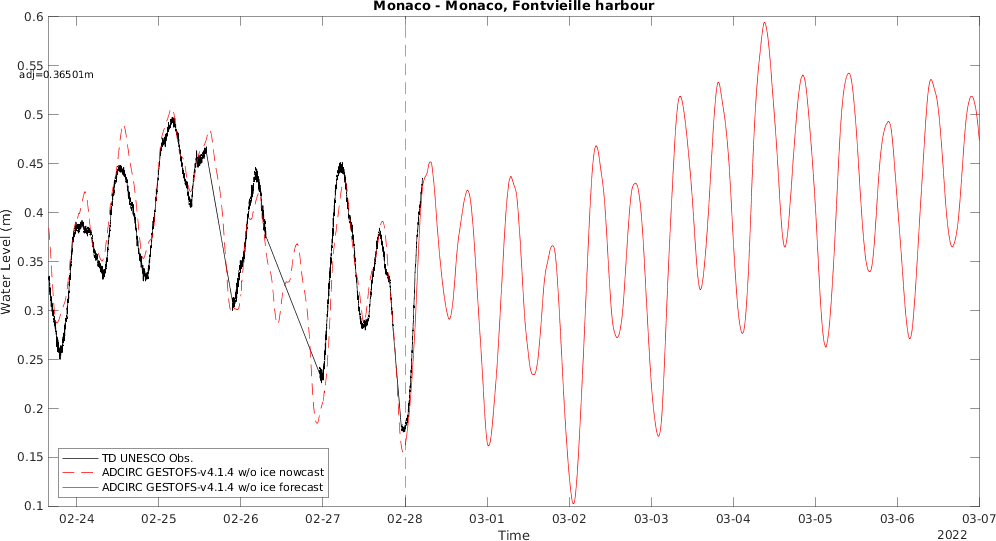 Monaco - Monaco, Fontvieille harbour
adj=0.36501m
Water Level (m)
0.6
0.55
0.5
0.45
0.4
0.35
0.3
0.25
0.2
0.15
0.1
TD UNESCO Obs.
ADCIRC GESTOFS-v4.1.4 w/o ice nowcast
ADCIRC GESTOFS-v4.1.4 w/o ice forecast
02-24 02-25 02-26 02-27 02-28 03-01 03-02 03-03 03-04 03-05 03-06 03-07
Time
2022